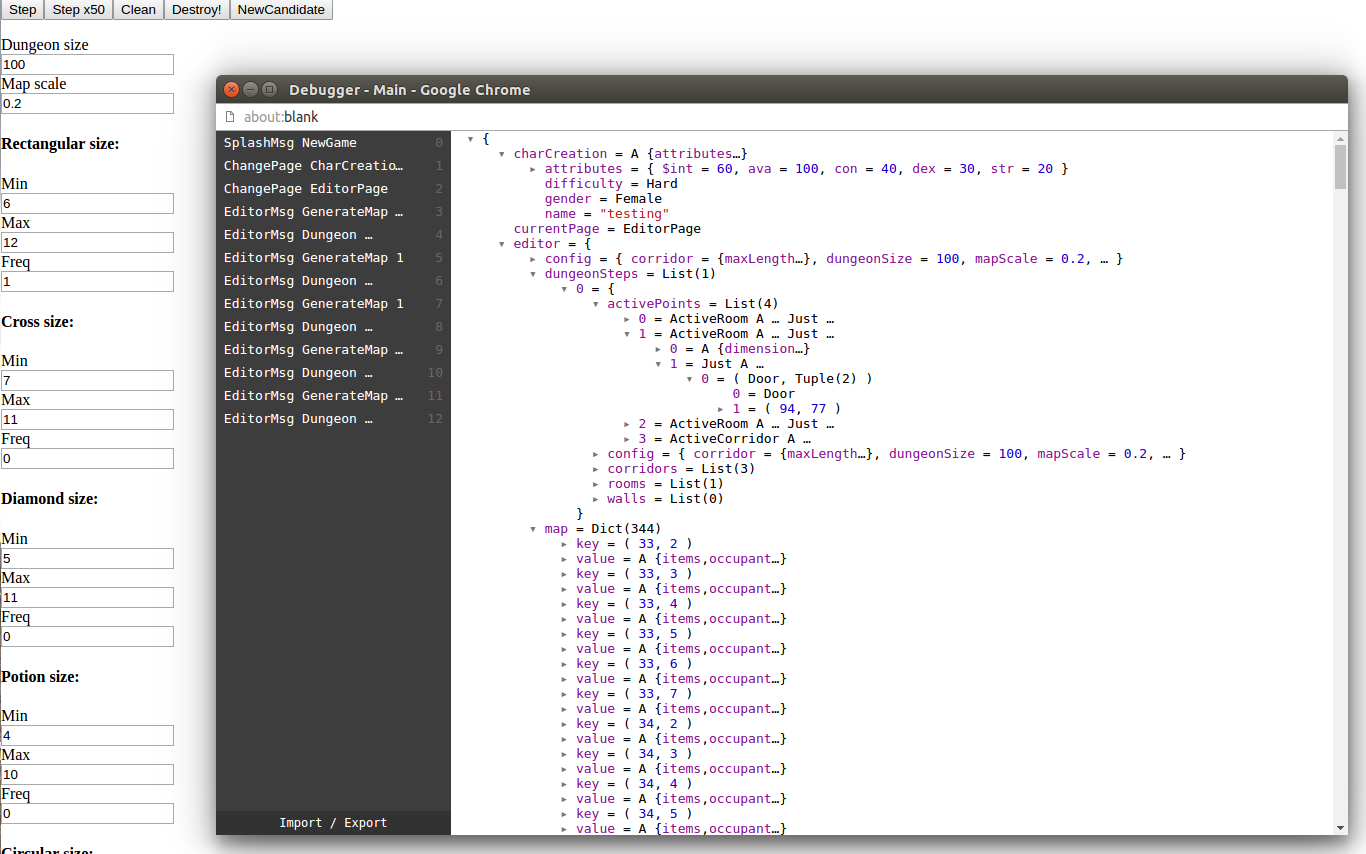 Step Step x50 Clean Destroy! NewCandidate
Dungeon size
100
Map scale
0.2
Rectangular size:
Min
6
Max
12
Freq
1
Cross size:
Min
7
Max
11
Freq
0
Diamond size:
Min
5
Max
11
Freq
0
Potion size:
Min
4
Max
10
Freq
0
Circular size:
Debugger - Main - Google Chrome
about:blank
SplashMsg NewGame 0
ChangePage CharCreatio… 1
ChangePage EditorPage 2
EditorMsg GenerateMap … 3
EditorMsg Dungeon … 4
EditorMsg GenerateMap 1 5
EditorMsg Dungeon … 6
EditorMsg GenerateMap 1 7
EditorMsg Dungeon … 8
EditorMsg GenerateMap … 9
EditorMsg Dungeon … 10
EditorMsg GenerateMap … 11
EditorMsg Dungeon … 12
Import / Export
▾ {
▾ charCreation = A {attributes…}
▸ attributes = { $int = 60, ava = 100, con = 40, dex = 30, str = 20 }
difficulty = Hard
gender = Female
name = "testing"
currentPage = EditorPage
▾ editor = {
▸ config = { corridor = {maxLength…}, dungeonSize = 100, mapScale = 0.2, … }
▾ dungeonSteps = List(1)
▾ 0 = {
▾ activePoints = List(4)
▸ 0 = ActiveRoom A … Just …
▾ 1 = ActiveRoom A … Just …
▸ 0 = A {dimension…}
▾ 1 = Just A …
▾ 0 = ( Door, Tuple(2) )
0 = Door
▸ 1 = ( 94, 77 )
▸ 2 = ActiveRoom A … Just …
▸ 3 = ActiveCorridor A …
▸ config = { corridor = {maxLength…}, dungeonSize = 100, mapScale = 0.2, … }
▸ corridors = List(3)
▸ rooms = List(1)
▸ walls = List(0)
}
▾ map = Dict(344)
▸ key = ( 33, 2 )
▸ value = A {items,occupant…}
▸ key = ( 33, 3 )
▸ value = A {items,occupant…}
▸ key = ( 33, 4 )
▸ value = A {items,occupant…}
▸ key = ( 33, 5 )
▸ value = A {items,occupant…}
▸ key = ( 33, 6 )
▸ value = A {items,occupant…}
▸ key = ( 33, 7 )
▸ value = A {items,occupant…}
▸ key = ( 34, 2 )
▸ value = A {items,occupant…}
▸ key = ( 34, 3 )
▸ value = A {items,occupant…}
▸ key = ( 34, 4 )
▸ value = A {items,occupant…}
▸ key = ( 34, 5 )
▸ value = A {items,occupant…}